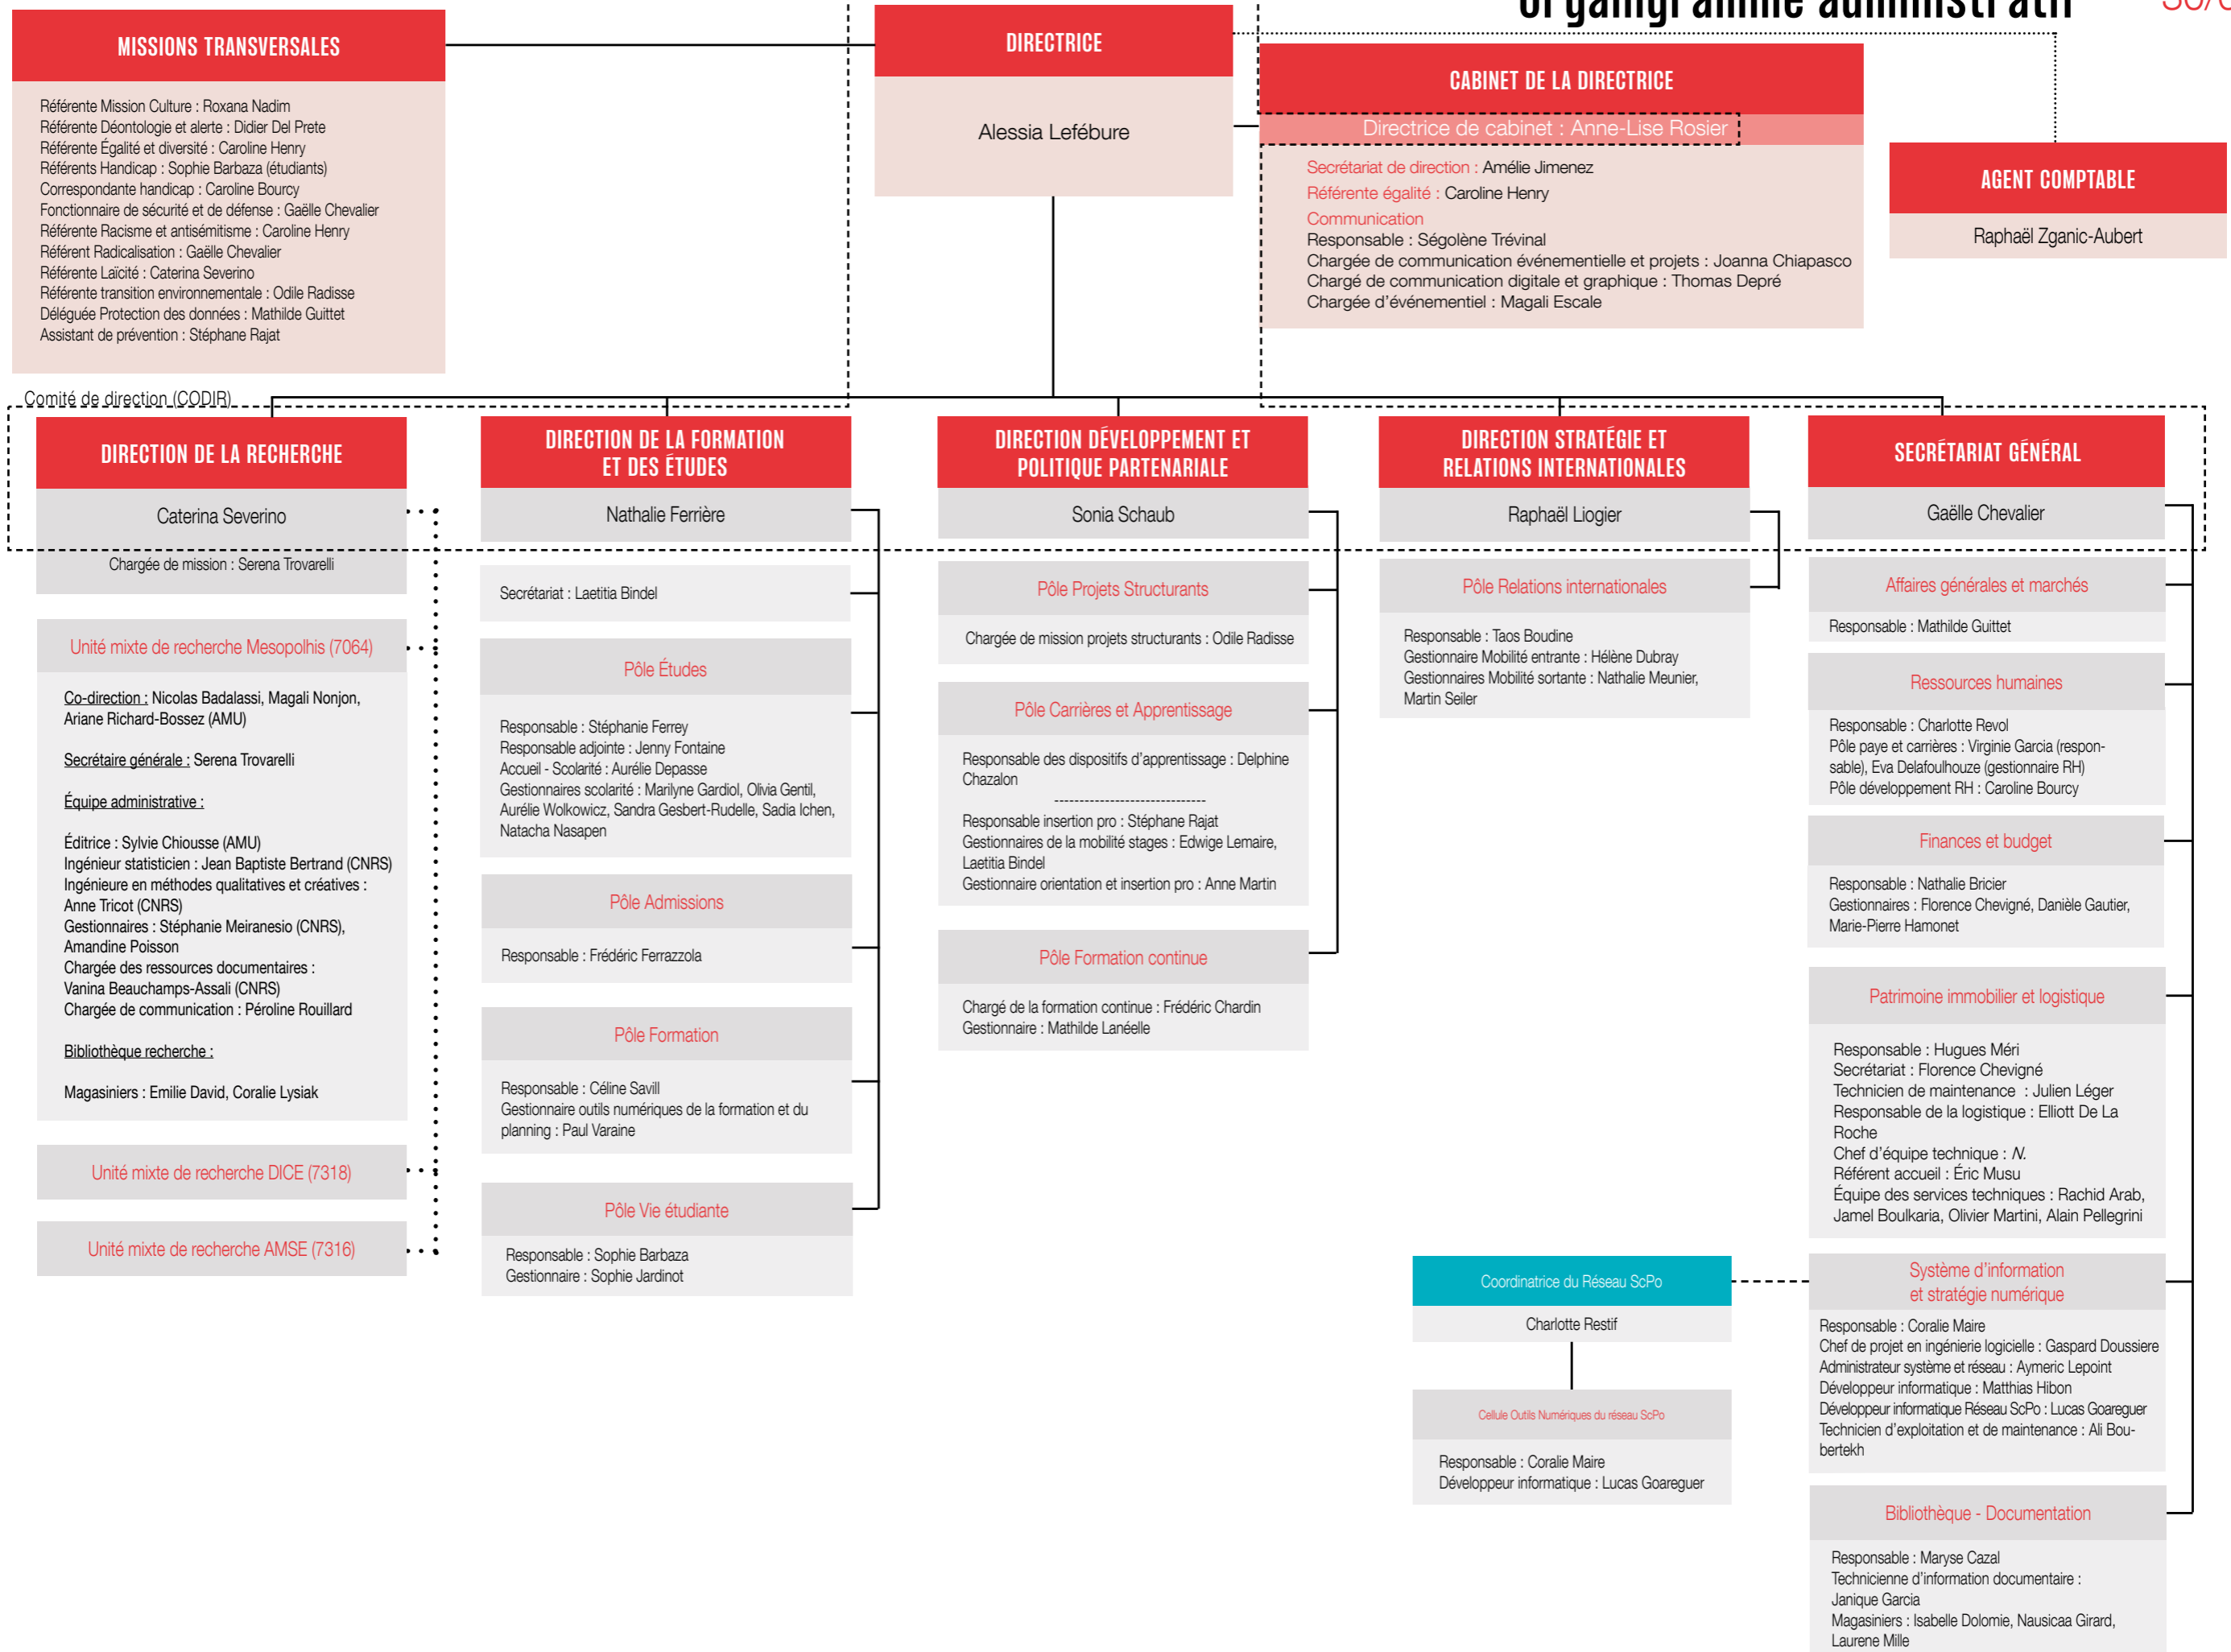 organigramme administratif
30/0
MISSIONS TRANSVERSALES
Référente Mission Culture : Roxana Nadim
Référente Déontologie et alerte : Didier Del Prete
Référente Égalité et diversité : Caroline Henry
Référents Handicap : Sophie Barbaza (étudiants)
Correspondante handicap : Caroline Bourcy
Fonctionnaire de sécurité et de défense : Gaëlle Chevalier
Référente Racisme et antisémitisme : Caroline Henry
Référent Radicalisation : Gaëlle Chevalier
Référente Laïcité : Caterina Severino
Référente transition environnementale : Odile Radisse
Déléguée Protection des données : Mathilde Guittet
Assistant de prévention : Stéphane Rajat
DIRECTRICE
Alessia Lefébure
CABINET DE LA DIRECTRICE
Directrice de cabinet : Anne-Lise Rosier
Secrétariat de direction : Amélie Jimenez
Référente égalité : Caroline Henry
Communication
Responsable : Ségolène Trévinal
Chargée de communication événementielle et projets : Joanna Chiapasco
Chargé de communication digitale et graphique : Thomas Depré
Chargée d'événementiel : Magali Escale
AGENT COMPTABLE
Raphaël Zganic-Aubert
Comité de direction (CODIR)
DIRECTION DE LA RECHERCHE
Caterina Severino
Chargée de mission : Serena Trovarelli
Unité mixte de recherche Mesopolhis (7064)
Co-direction : Nicolas Badalassi, Magali Nonjon,
Ariane Richard-Bossez (AMU)
Secrétaire générale : Serena Trovarelli
Équipe administrative :
Éditrice : Sylvie Chiousse (AMU)
Ingénieur statisticien : Jean Baptiste Bertrand (CNRS)
Ingénieure en méthodes qualitatives et créatives :
Anne Tricot (CNRS)
Gestionnaires : Stéphanie Meiranesio (CNRS),
Amandine Poisson
Chargée des ressources documentaires :
Vanina Beauchamps-Assali (CNRS)
Chargée de communication : Péroline Rouillard
Bibliothèque recherche :
Magasiniers : Emilie David, Coralie Lysiak
Unité mixte de recherche DICE (7318)
Unité mixte de recherche AMSE (7316)
DIRECTION DE LA FORMATION
ET DES ÉTUDES
Nathalie Ferrière
Secrétariat : Laetitia Bindel
Pôle Études
Responsable : Stéphanie Ferrey
Responsable adjointe : Jenny Fontaine
Accueil - Scolarité : Aurélie Depasse
Gestionnaires scolarité : Marilyne Gardiol, Olivia Gentil,
Aurélie Wolkowicz, Sandra Gesbert-Rudelle, Sadia Ichen,
Natacha Nasapen
Pôle Admissions
Responsable : Frédéric Ferrazzola
Pôle Formation
Responsable : Céline Savill
Gestionnaire outils numériques de la formation et du
planning : Paul Varaine
Pôle Vie étudiante
Responsable : Sophie Barbaza
Gestionnaire : Sophie Jardinot
DIRECTION DÉVELOPPEMENT ET
POLITIQUE PARTENARIALE
Sonia Schaub
Pôle Projets Structurants
Chargée de mission projets structurants : Odile Radisse
Pôle Carrières et Apprentissage
Responsable des dispositifs d'apprentissage : Delphine
Chazalon
------------------------------
Responsable insertion pro : Stéphane Rajat
Gestionnaires de la mobilité stages : Edwige Lemaire,
Laetitia Bindel
Gestionnaire orientation et insertion pro : Anne Martin
Pôle Formation continue
Chargé de la formation continue : Frédéric Chardin
Gestionnaire : Mathilde Lanéelle
DIRECTION STRATÉGIE ET
RELATIONS INTERNATIONALES
Raphaël Liogier
Pôle Relations internationales
Responsable : Taos Boudine
Gestionnaire Mobilité entrante : Hélène Dubray
Gestionnaires Mobilité sortante : Nathalie Meunier,
Martin Seiler
SECRÉTARIAT GÉNÉRAL
Gaëlle Chevalier
Affaires générales et marchés
Responsable : Mathilde Guittet
Ressources humaines
Responsable : Charlotte Revol
Pôle paye et carrières : Virginie Garcia (respon-
sable), Eva Delafoulhouze (gestionnaire RH)
Pôle développement RH : Caroline Bourcy
Finances et budget
Responsable : Nathalie Bricier
Gestionnaires : Florence Chevigné, Danièle Gautier,
Marie-Pierre Hamonet
Patrimoine immobilier et logistique
Responsable : Hugues Méri
Secrétariat : Florence Chevigné
Technicien de maintenance : Julien Léger
Responsable de la logistique : Elliott De La
Roche
Chef d'équipe technique : N.
Référent accueil : Éric Musu
Équipe des services techniques : Rachid Arab,
Jamel Boulkaria, Olivier Martini, Alain Pellegrini
Coordinatrice du Réseau ScPo
Charlotte Restif
Cellule Outils Numériques du réseau ScPo
Responsable : Coralie Maire
Développeur informatique : Lucas Goareguer
Système d'information
et stratégie numérique
Responsable : Coralie Maire
Chef de projet en ingénierie logicielle : Gaspard Doussiere
Administrateur système et réseau : Aymeric Lepoint
Développeur informatique : Matthias Hibon
Développeur informatique Réseau ScPo : Lucas Goareguer
Technicien d'exploitation et de maintenance : Ali Bou-
bertekh
Bibliothèque - Documentation
Responsable : Maryse Cazal
Technicienne d'information documentaire :
Janique Garcia
Magasiniers : Isabelle Dolomie, Nausicaa Girard,
Laurene Mille